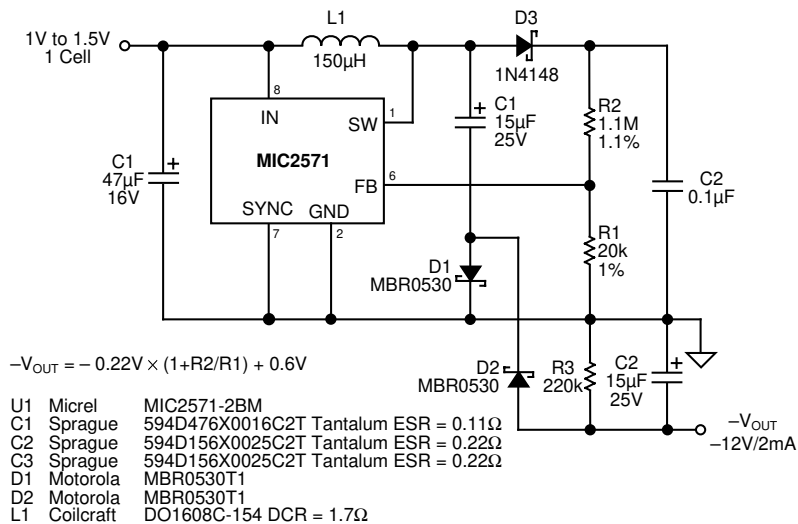 L1
150µH
D3
1N4148
1V to 1.5V
1 Cell
8
IN
1
SW
MIC2571
6
FB
SYNC
GND
7
2
C1
47µF
16V
C1
15µF
25V
R2
1.1M
1.1%
C2
0.1µF
R1
20k
1%
D1
MBR0530
D2
MBR0530
R3
220k
C2
15µF
25V
–VOUT
–12V/2mA
–VOUT = – 0.22V × (1+R2/R1) + 0.6V
U1 Micrel MIC2571-2BM
C1 Sprague 594D476X0016C2T Tantalum ESR = 0.11Ω
C2 Sprague 594D156X0025C2T Tantalum ESR = 0.22Ω
C3 Sprague 594D156X0025C2T Tantalum ESR = 0.22Ω
D1 Motorola MBR0530T1
D2 Motorola MBR0530T1
L1 Coilcraft DO1608C-154 DCR = 1.7Ω